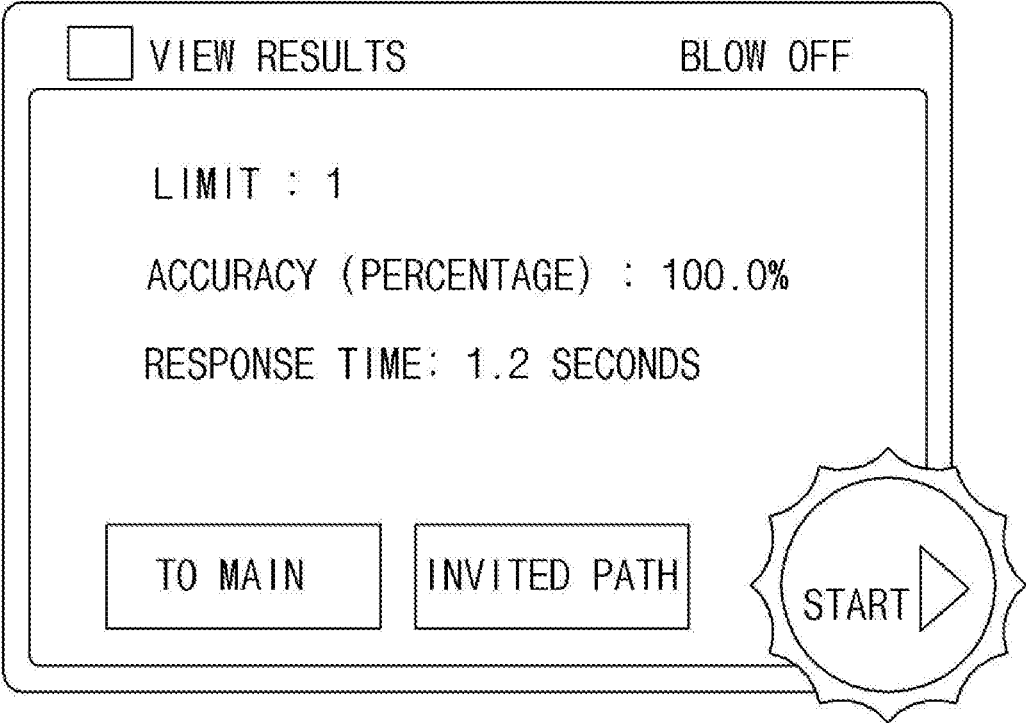 VIEW RESULTS BLOW OFF
LIMIT : 1
ACCURACY (PERCENTAGE) : 100.0%
RESPONSE TIME: 1.2 SECONDS
TO MAIN INVITED PATH START